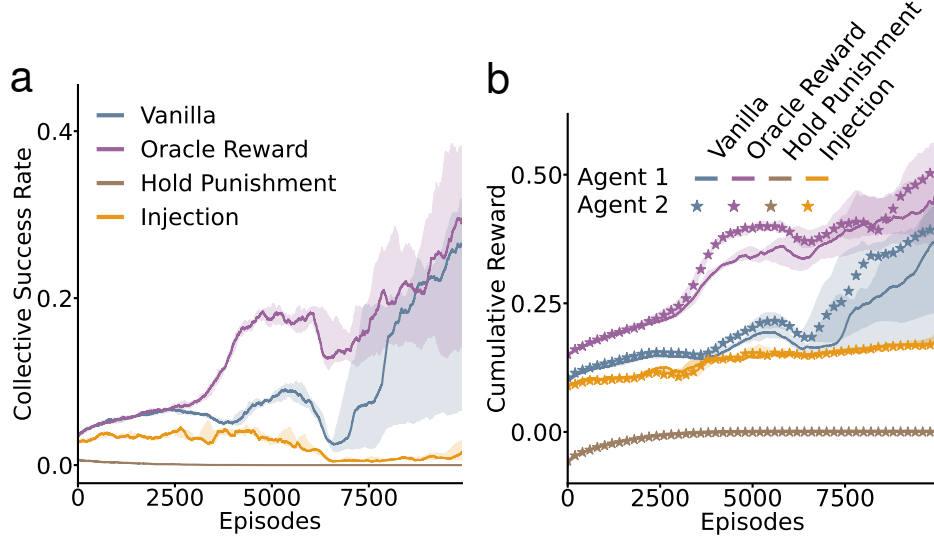 a
Collective Success Rate
0.4
0.2
0.0
Vanilla
Oracle Reward
Hold Punishment
Injection
0
2500
5000
7500
Episodes
b
Cumulative Reward
0.50
0.25
0.00
Vanilla
Oracle Reward
Hold Punishment
Injection
Agent 1
Agent 2
0
2500
5000
7500
Episodes